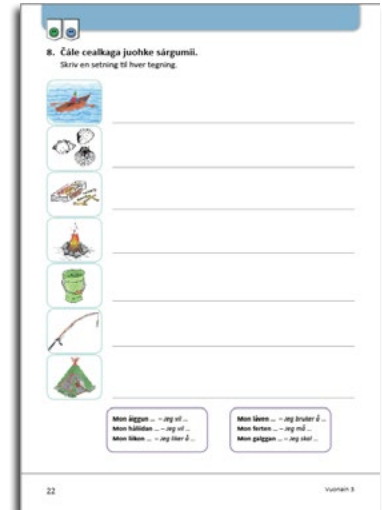 8. Čále cealkaga juohke sárgumii.
Skriv en setning til hver tegning.
Mon áiggun ... – Jeg vil ...
Mon háliidan ... – Jeg vil ...
Mon liikon ... – Jeg liker å ...
Mon láven ... – Jeg bruker å ...
Mon ferten ... – Jeg må ...
Mon galggan ... – Jeg skal ...
22
Vuonain 3